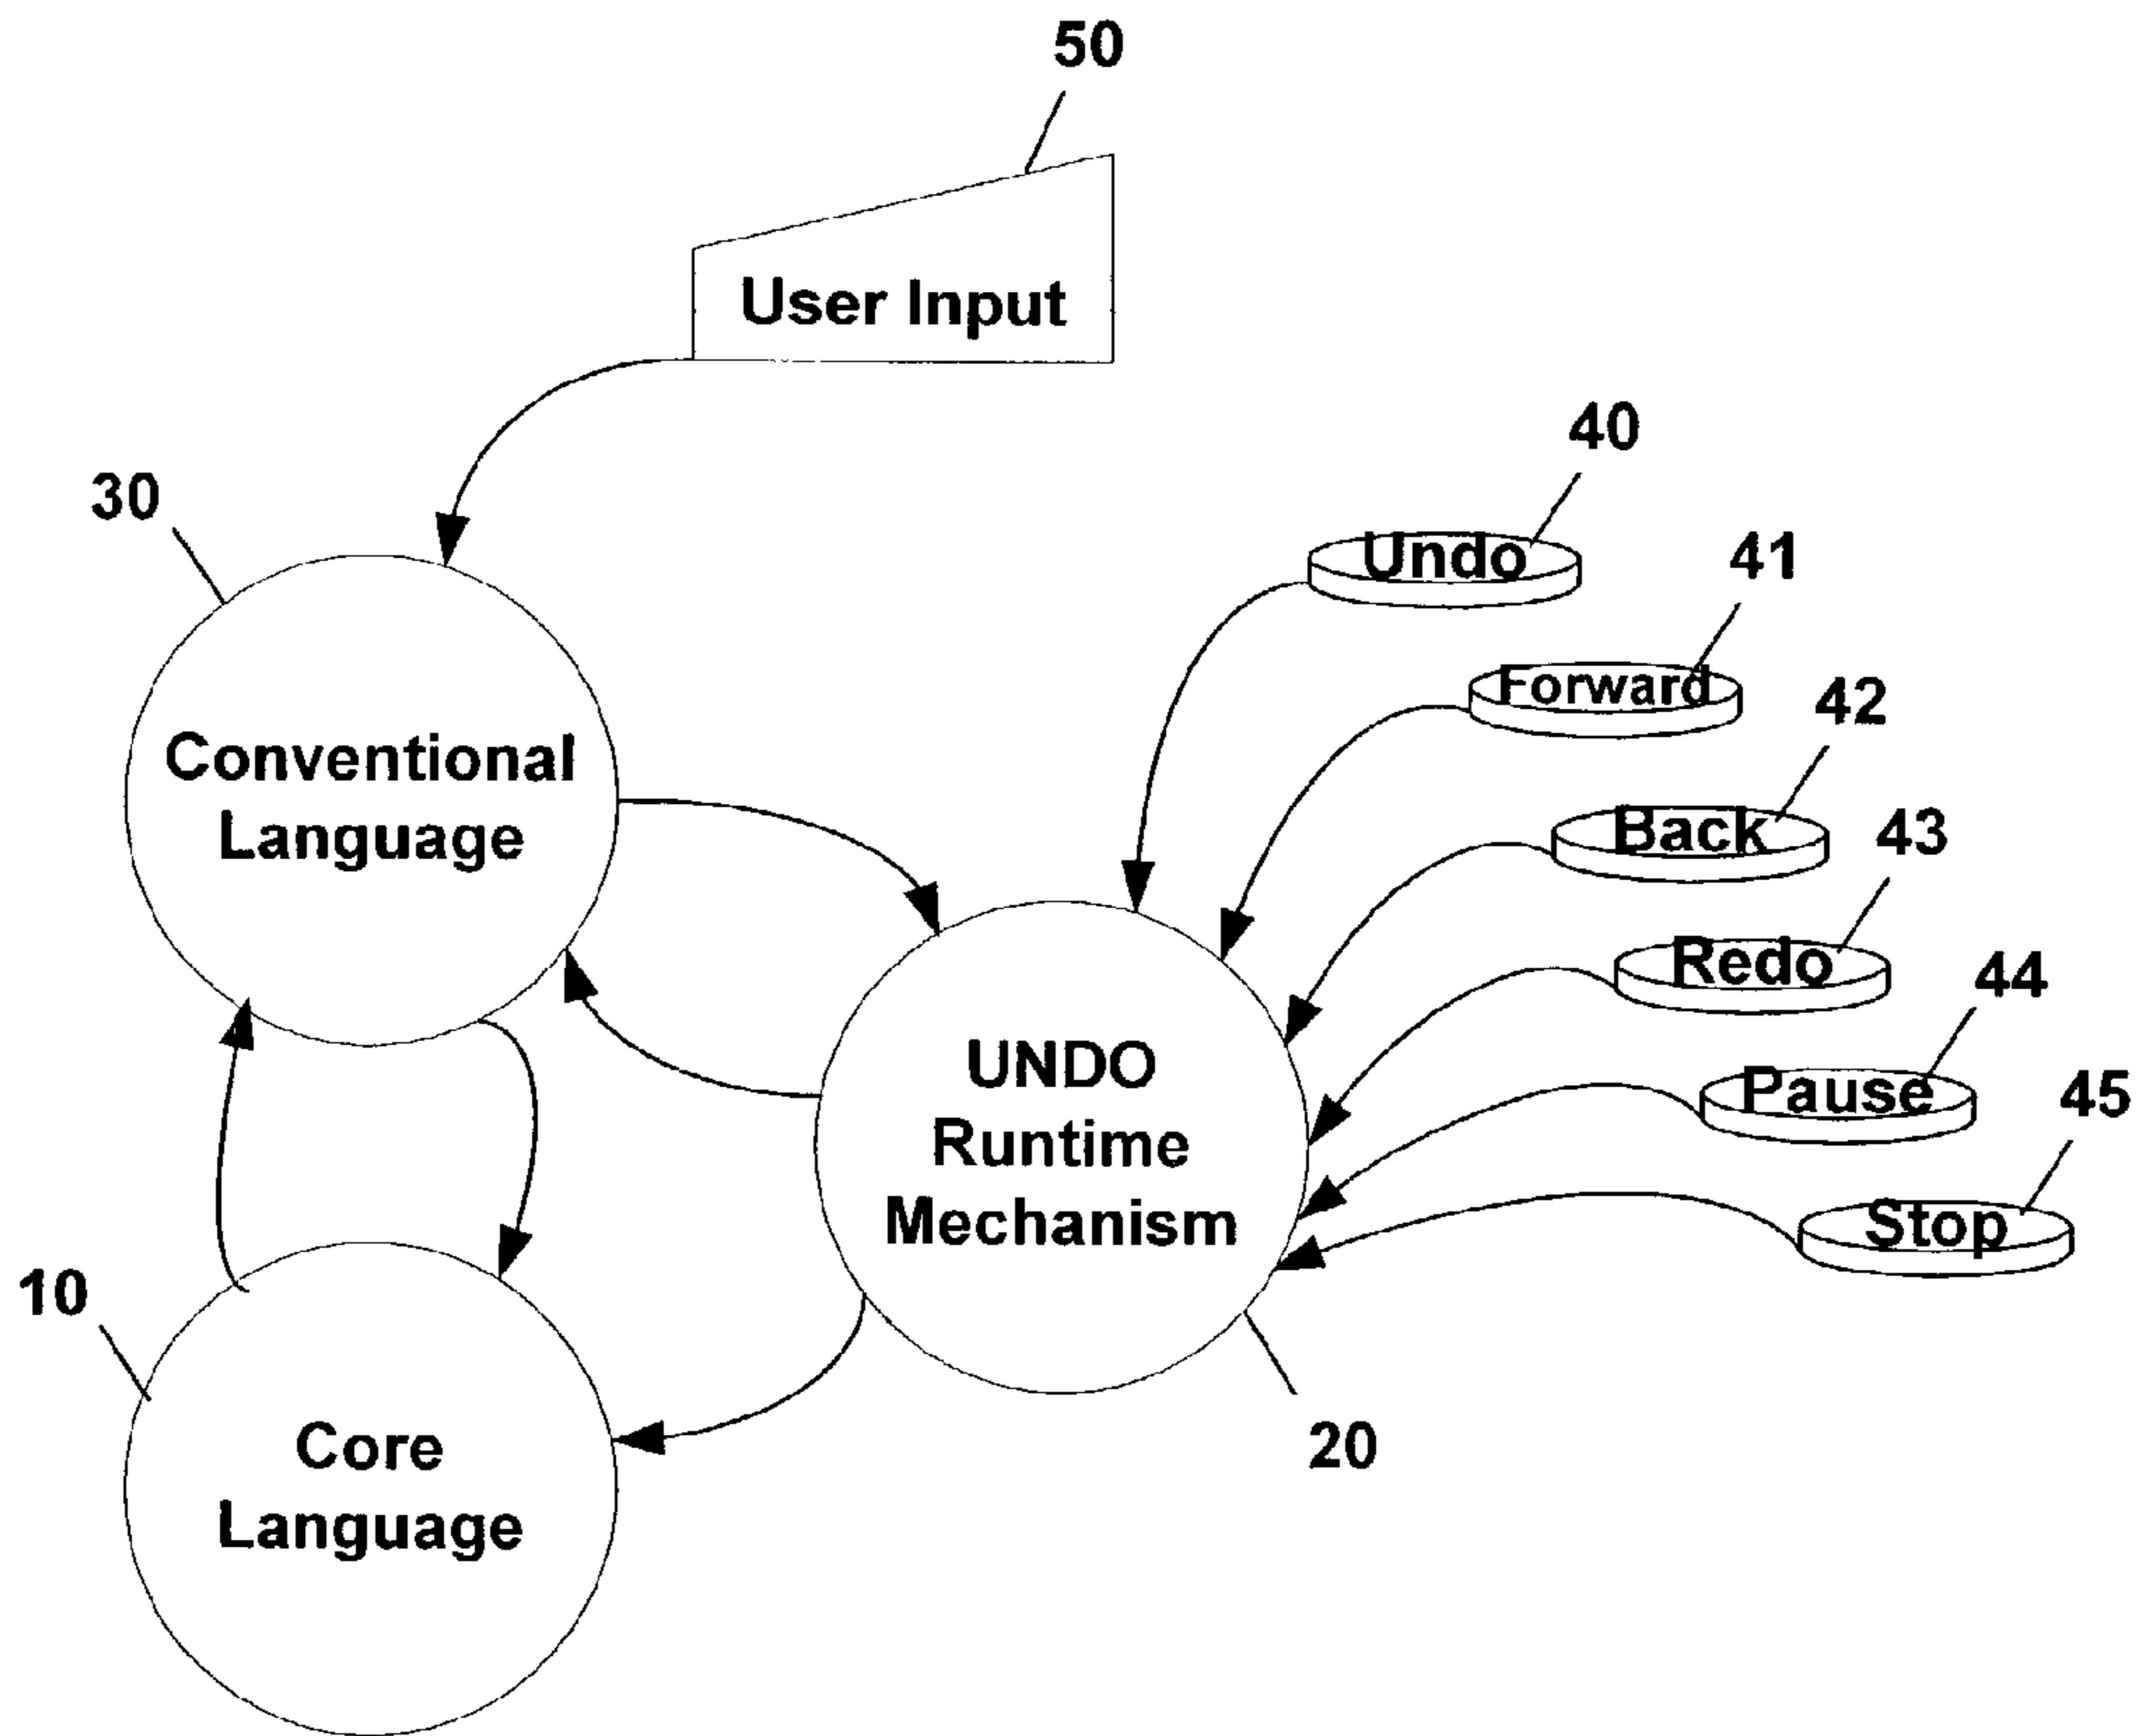 50
User Input
40
Undo
30
41
Forward
42
Back
Conventional
Language
43
Redo
44
UNDO
Runtime
Mechanism
Pause
45
Stop
10
20
Core
Language